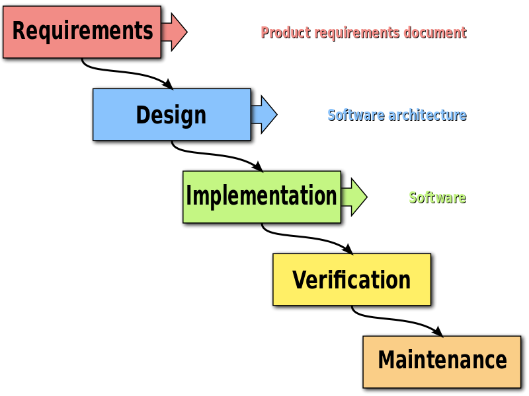 Requirements
Product requirements document
Design
Software architecture
Implementation
Software
Verification
Maintenance